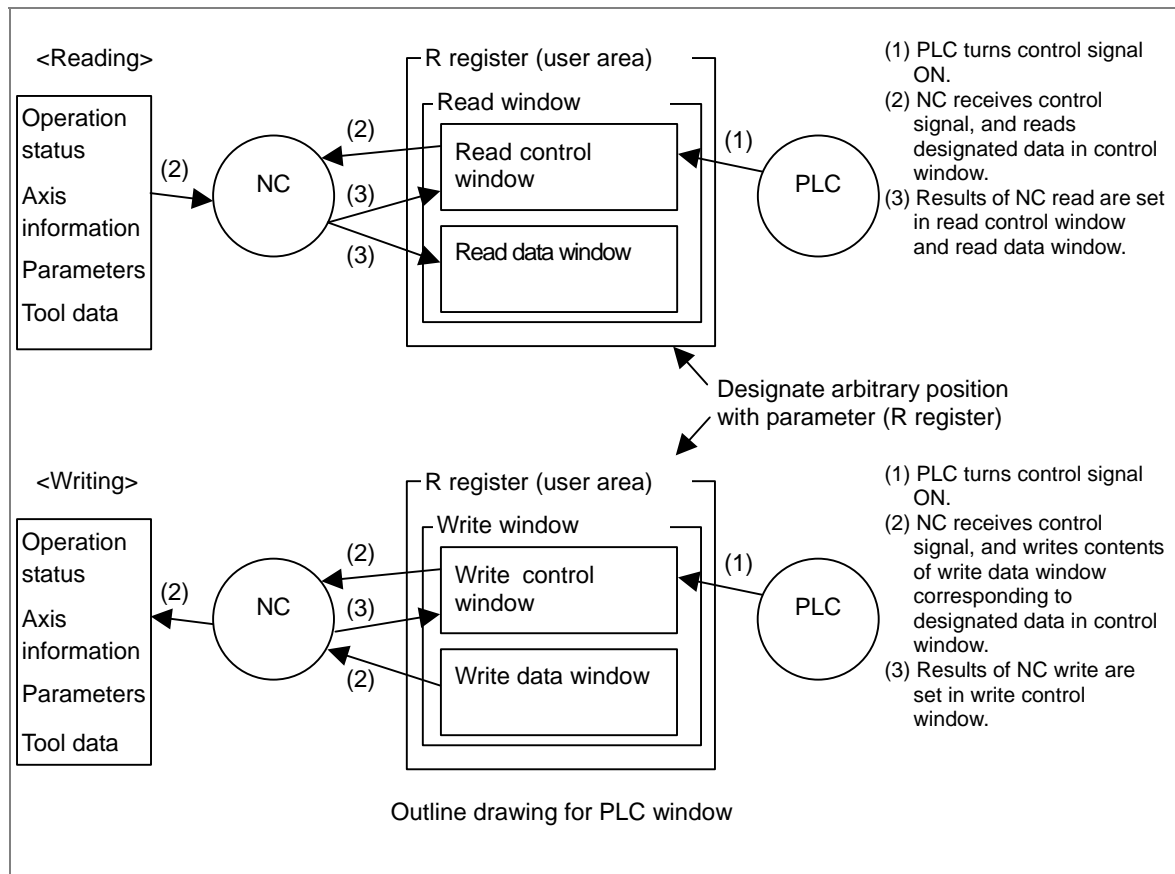 <Reading>
Operation
status
Axis
information
Parameters
Tool data
(2)
NC
(2)
(3)
(3)
R register (user area)
Read window
Read control
window
Read data window
(1)
PLC
(1) PLC turns control signal
ON.
(2) NC receives control
signal, and reads
designated data in control
window.
(3) Results of NC read are set
in read control window
and read data window.
Designate arbitrary position
with parameter (R register)
<Writing>
Operation
status
Axis
information
Parameters
Tool data
(2)
NC
(2)
(3)
(2)
R register (user area)
Write window
Write control
window
Write data window
(1)
PLC
(1) PLC turns control signal
ON.
(2) NC receives control
signal, and writes contents
of write data window
corresponding to
designated data in control
window.
(3) Results of NC write are
set in write control
window.
Outline drawing for PLC window